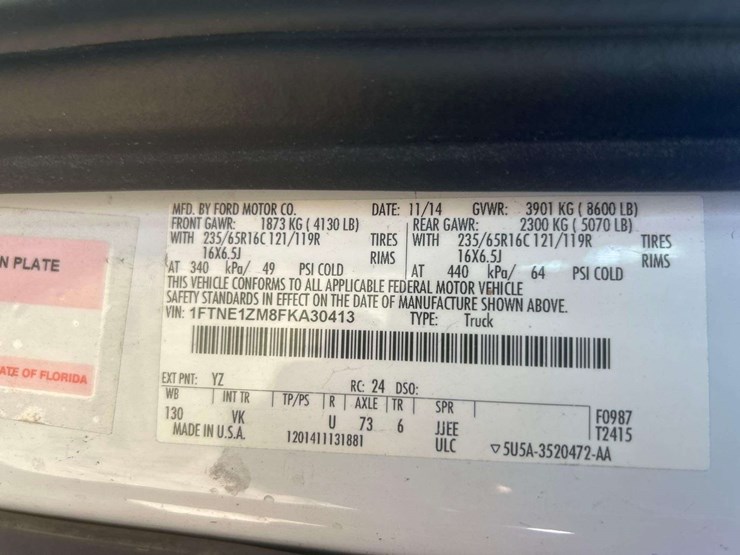 N PLATE
ATE OF FLORIDA
MFD. BY FORD MOTOR CO. DATE: 11/14 GVWR: 3901 KG ( 8600 LB)
FRONT GAWR: 1873 KG ( 4130 LB) REAR GAWR: 2300 KG ( 5070 LB)
WITH 235/65R16C 121/119R TIRES WITH 235/65R16C 121/119R TIRES
16X6.5J RIMS 16X6.5J RIMS
AT 340 kPa/ 49 PSI COLD AT 440 kPa/ 64 PSI COLD
THIS VEHICLE CONFORMS TO ALL APPLICABLE FEDERAL MOTOR VEHICLE
SAFETY STANDARDS IN EFFECT ON THE DATE OF MANUFACTURE SHOWN ABOVE.
VIN: 1FTNE1ZM8FKA30413 TYPE: Truck
EXT PNT: YZ RC: 24 DSO:
WB INT TR TP/PS R AXLE TR SPR
130 VK U 73 6 JJEE F0987
MADE IN U.S.A. 1201411131881 ULC T2415
▽5U5A-3520472-AA